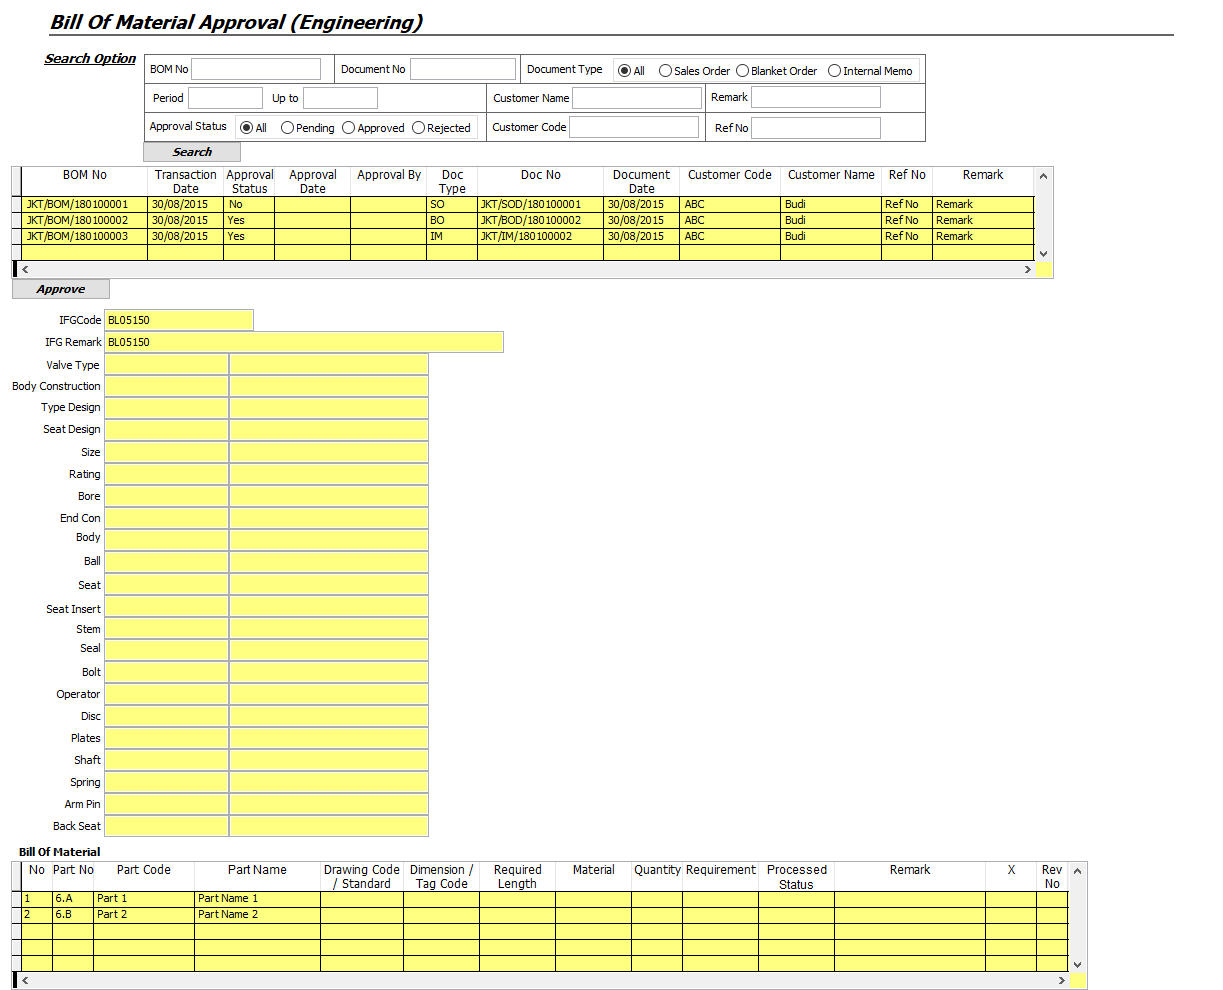 Bill Of Material Approval (Engineering)
Search Option
BOM No Document No Document Type All Sales Order Blanket Order Internal Memo
Period Up to Customer Name Remark
Approval Status All Pending Approved Rejected Customer Code Ref No
Search
BOM No Transaction Date Approval Status Approval Date Approval By Doc Type Doc No Document Date Customer Code Customer Name Ref No Remark
JKT/BOM/180100001 30/08/2015 No SO JKT/SOD/180100001 30/08/2015 ABC Budi Ref No Remark
JKT/BOM/180100002 30/08/2015 Yes BO JKT/BOD/180100002 30/08/2015 ABC Budi Ref No Remark
JKT/BOM/180100003 30/08/2015 Yes IM JKT/IM/180100002 30/08/2015 ABC Budi Ref No Remark
Approve
IFGCode BL05150
IFG Remark BL05150
Valve Type
Body Construction
Type Design
Seat Design
Size
Rating
Bore
End Con
Body
Ball
Seat
Seat Insert
Stem
Seal
Bolt
Operator
Disc
Plates
Shaft
Spring
Arm Pin
Back Seat
Bill Of Material
No Part No Part Code Part Name Drawing Code / Standard Dimension / Tag Code Required Length Material Quantity Requirement Processed Status Remark X Rev No
1 6.A Part 1 Part Name 1
2 6.B Part 2 Part Name 2